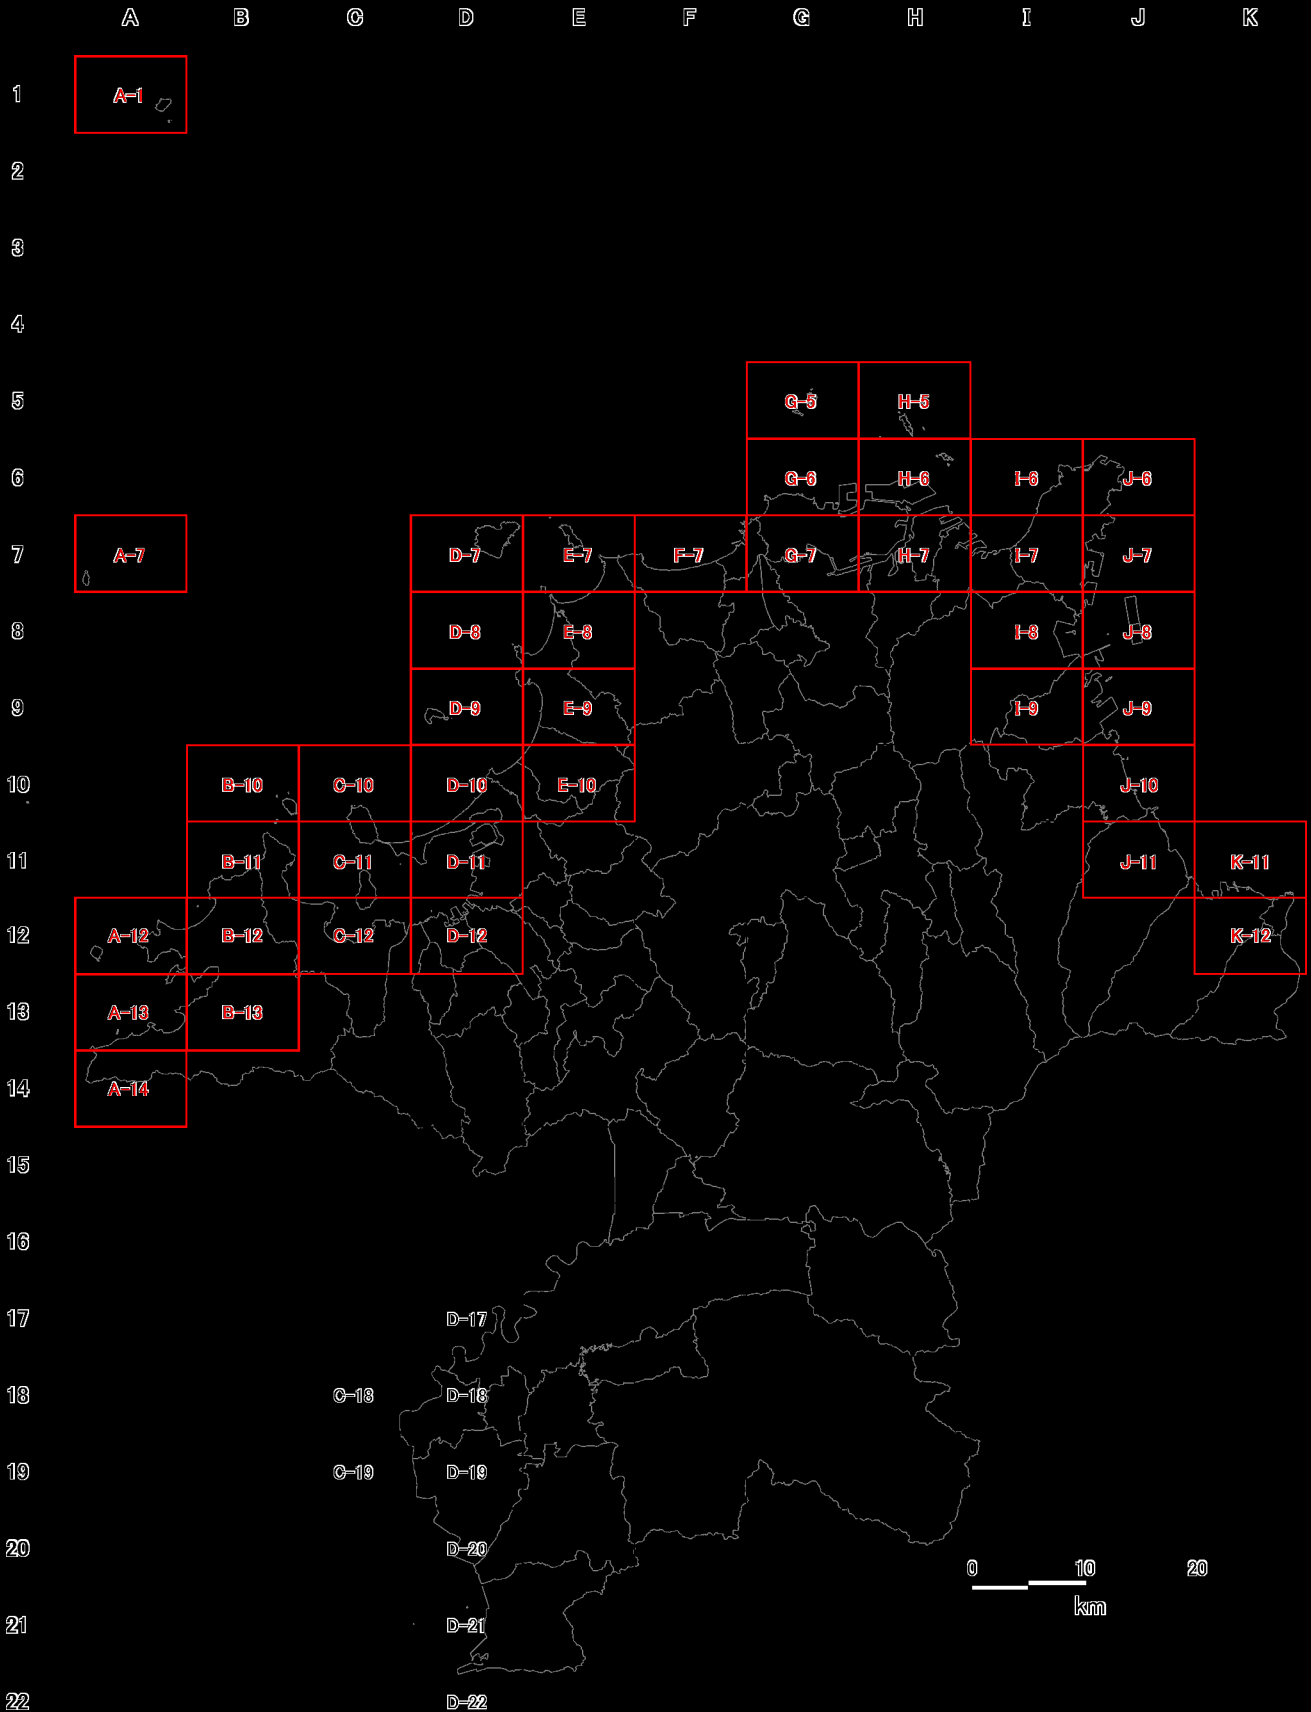 A B C D E F G H I J K
1 A-1
2
3
4
5 G-5 H-5
6 G-6 H-6 I-6 J-6
7 A-7 D-7 E-7 F-7 G-7 H-7 I-7 J-7
8 D-8 E-8 I-8 J-8
9 D-9 E-9 I-9 J-9
10 B-10 C-10 D-10 E-10 J-10
11 B-11 C-11 D-11 J-11 K-11
12 A-12 B-12 C-12 D-12 K-12
13 A-13 B-13
14 A-14
15
16
17 D-17
18 C-18 D-18
19 C-19 D-19
20 D-20
0 10 20
km
21 D-21
22 D-22